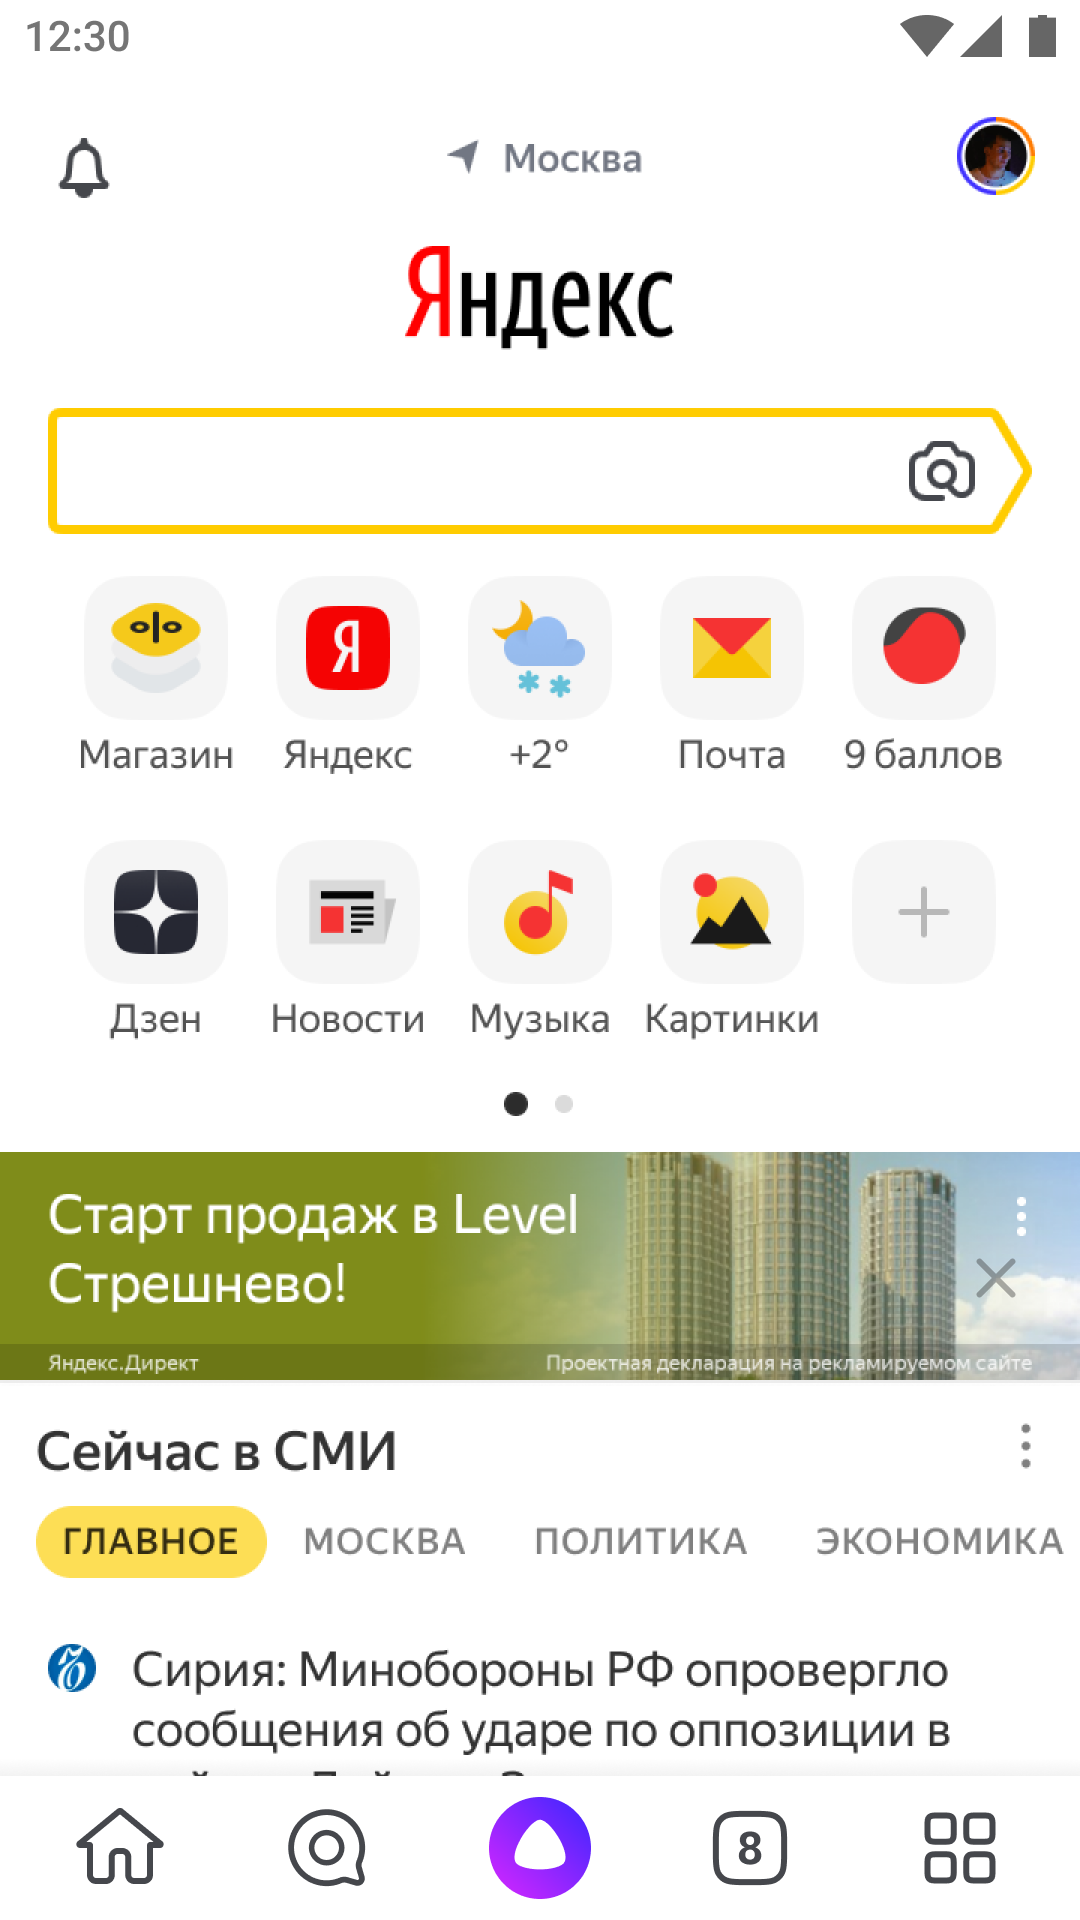 12:30
Москва
Яндекс
Магазин
Яндекс
+2°
Почта
9 баллов
Дзен
Новости
Музыка
Картинки
Старт продаж в Level
Стрешнево!
Яндекс.Директ
Проектная декларация на рекламируемом сайте
Сейчас в СМИ
ГЛАВНОЕ МОСКВА ПОЛИТИКА ЭКОНОМИКА
Сирия: Минобороны РФ опровергло
сообщения об ударе по оппозиции в
8